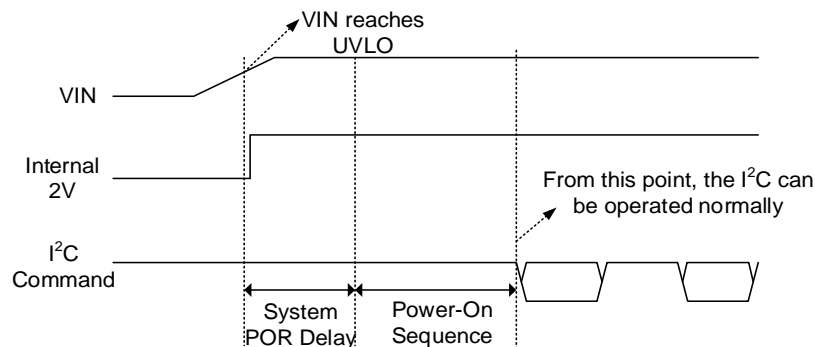 VIN reaches
UVLO
VIN
Internal
2V
From this point, the I²C can
be operated normally
I²C
Command
System
POR Delay
Power-On
Sequence